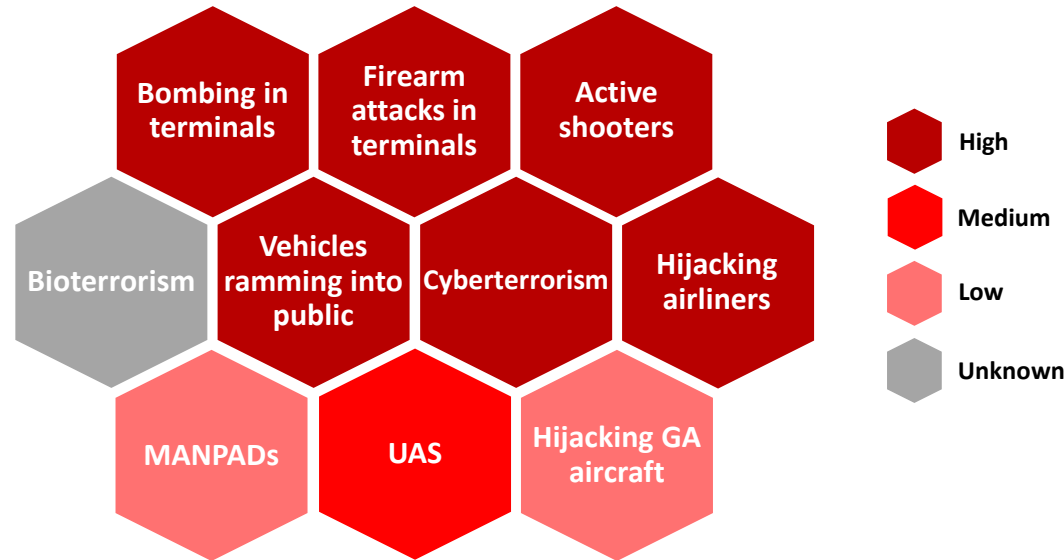 Bombing in
terminals
Firearm
attacks in
terminals
Active
shooters
Bioterrorism
Vehicles
ramming into
public
Cyberterrorism
Hijacking
airliners
MANPADs
UAS
Hijacking GA
aircraft
High
Medium
Low
Unknown